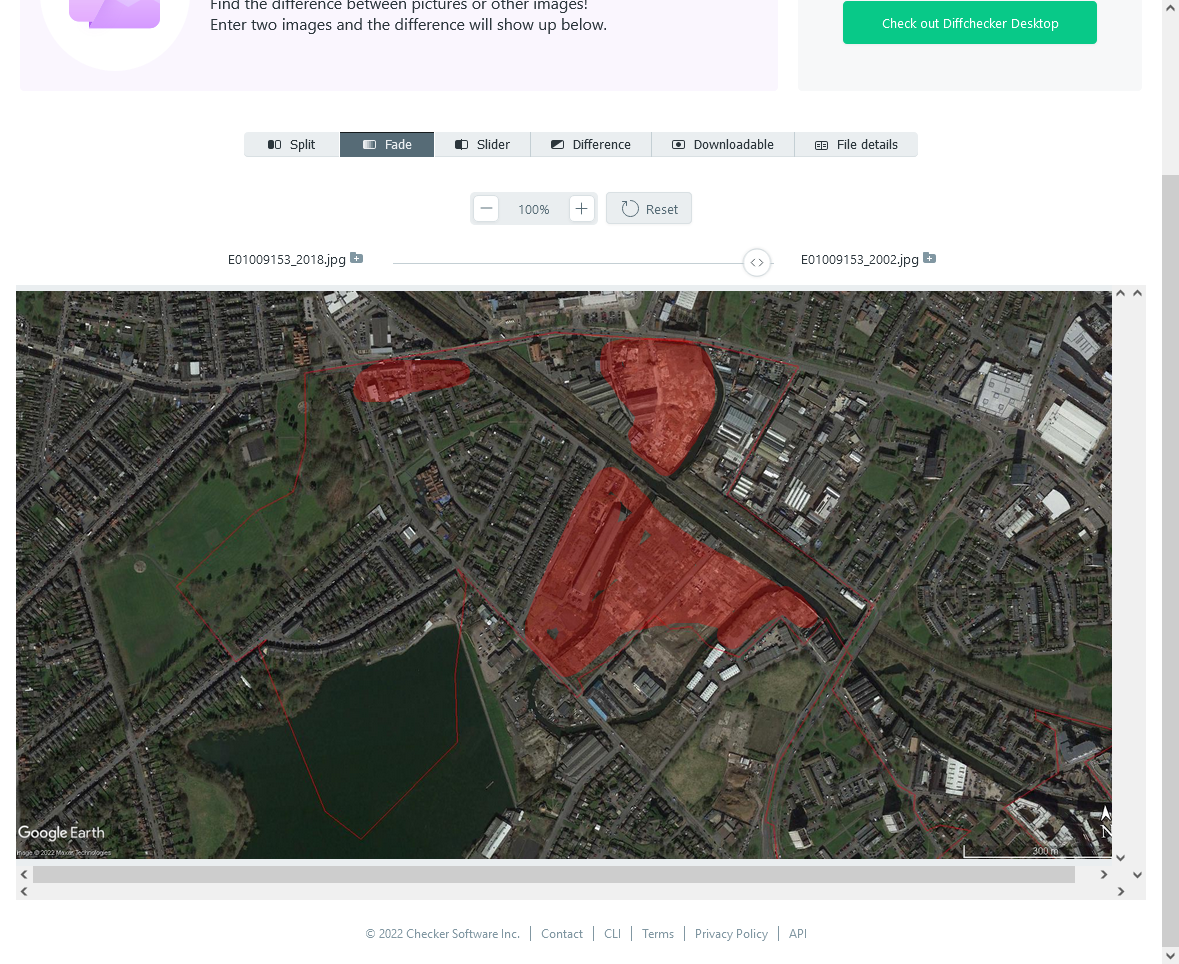 Find the difference between pictures or other images!
Enter two images and the difference will show up below.
Check out Diffchecker Desktop
Split
Fade
Slider
Difference
Downloadable
File details
100%
Reset
E01009153_2018.jpg
E01009153_2002.jpg
Google Earth
Image © 2022 Maxar Technologies
N
300 m
© 2022 Checker Software Inc.
Contact
CLI
Terms
Privacy Policy
API